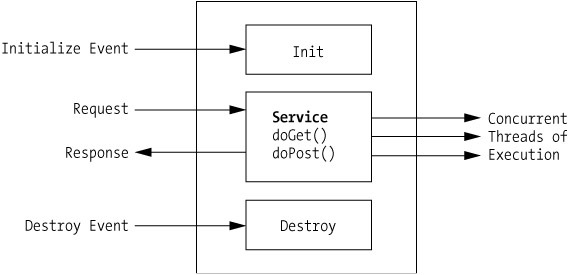 Initialize Event
Init
Request
Response
Service
doGet()
doPost()
Concurrent
Threads of
Execution
Destroy Event
Destroy